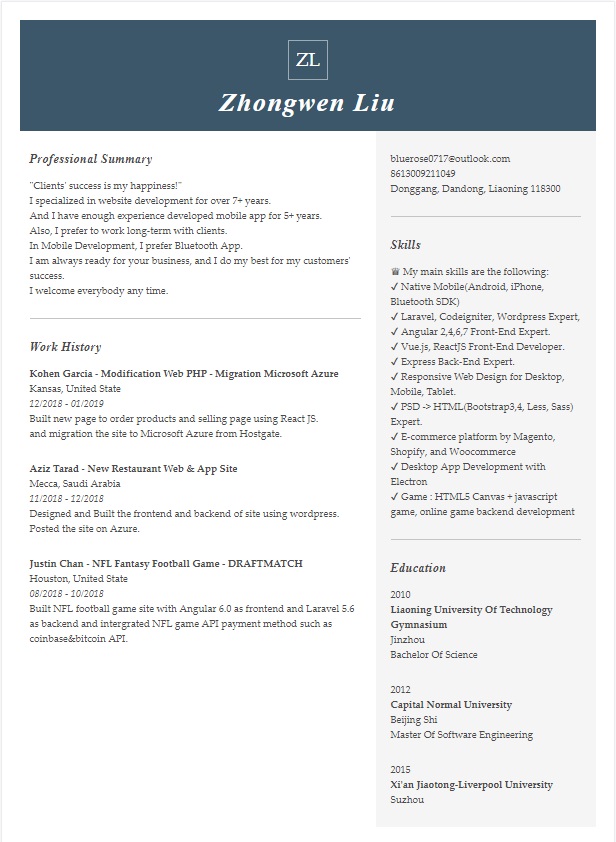 ZL
Zhongwen Liu
Professional Summary
"Clients' success is my happiness!"
I specialized in website development for over 7+ years.
And I have enough experience developed mobile app for 5+ years.
Also, I prefer to work long-term with clients.
In Mobile Development, I prefer Bluetooth App.
I am always ready for your business, and I do my best for my customers'
success.
I welcome everybody any time.
Work History
Kohen Garcia - Modification Web PHP - Migration Microsoft Azure
Kansas, United State
12/2018 - 01/2019
Built new page to order products and selling page using React JS.
and migration the site to Microsoft Azure from Hostgate.
Aziz Tarad - New Restaurant Web & App Site
Mecca, Saudi Arabia
11/2018 - 12/2018
Designed and Built the frontend and backend of site using wordpress.
Posted the site on Azure.
Justin Chan - NFL Fantasy Football Game - DRAFTMATCH
Houston, United State
08/2018 - 10/2018
Built NFL football game site with Angular 6.0 as frontend and Laravel 5.6
as backend and intergrated NFL game API payment method such as
coinbase&bitcoin API.
bluerose0717@outlook.com
8613009211049
Donggang, Dandong, Liaoning 118300
Skills
♛ My main skills are the following:
✓ Native Mobile(Android, iPhone,
Bluetooth SDK)
✓ Laravel, Codeigniter, Wordpress Expert,
✓ Angular 2,4,6,7 Front-End Expert.
✓ Vue.js, ReactJS Front-End Developer.
✓ Express Back-End Expert.
✓ Responsive Web Design for Desktop,
Mobile, Tablet.
✓ PSD -> HTML(Bootstrap3,4, Less, Sass)
Expert.
✓ E-commerce platform by Magento,
Shopify, and Woocommerce
✓ Desktop App Development with
Electron
✓ Game : HTML5 Canvas + javascript
game, online game backend development
Education
2010
Liaoning University Of Technology
Gymnasium
Jinzhou
Bachelor Of Science
2012
Capital Normal University
Beijing Shi
Master Of Software Engineering
2015
Xi'an Jiaotong-Liverpool University
Suzhou